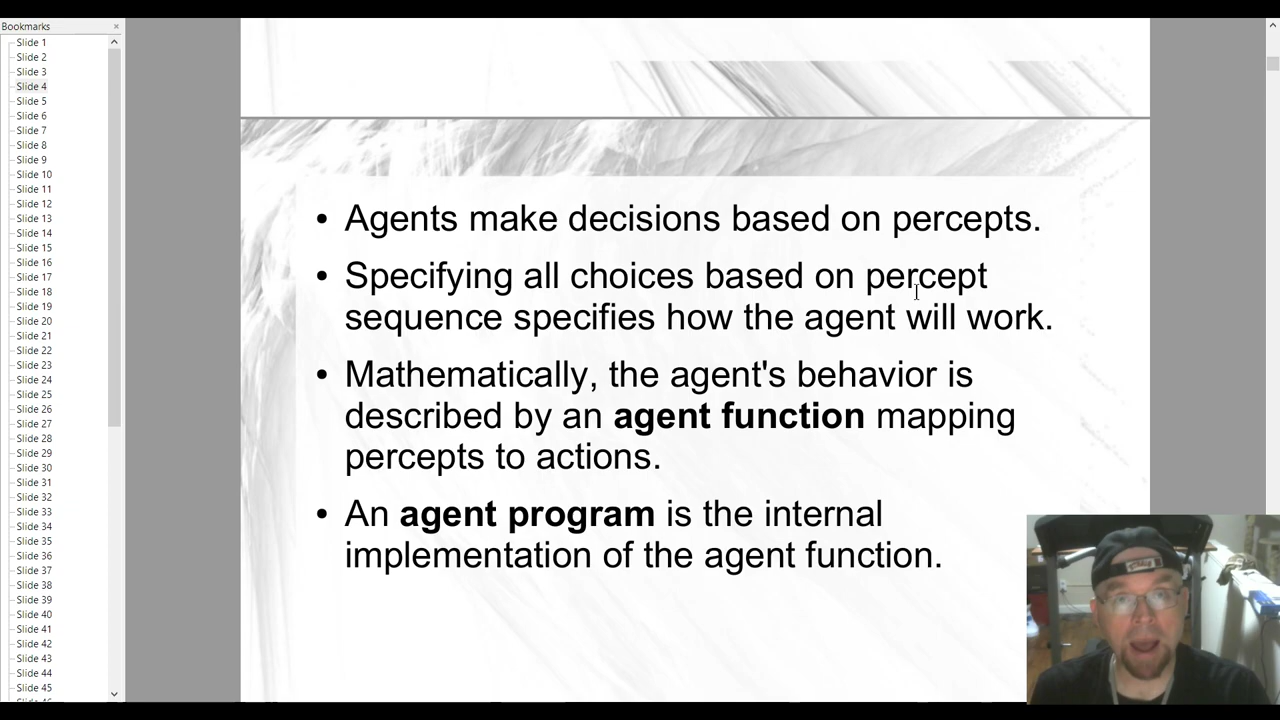 Bookmarks
Slide 1
Slide 2
Slide 3
Slide 4
Slide 5
Slide 6
Slide 7
Slide 8
Slide 9
Slide 10
Slide 11
Slide 12
Slide 13
Slide 14
Slide 15
Slide 16
Slide 17
Slide 18
Slide 19
Slide 20
Slide 21
Slide 22
Slide 23
Slide 24
Slide 25
Slide 26
Slide 27
Slide 28
Slide 29
Slide 30
Slide 31
Slide 32
Slide 33
Slide 34
Slide 35
Slide 36
Slide 37
Slide 38
Slide 39
Slide 40
Slide 41
Slide 42
Slide 43
Slide 44
Slide 45
• Agents make decisions based on percepts.
• Specifying all choices based on percept
sequence specifies how the agent will work.
• Mathematically, the agent's behavior is
described by an agent function mapping
percepts to actions.
• An agent program is the internal
implementation of the agent function.